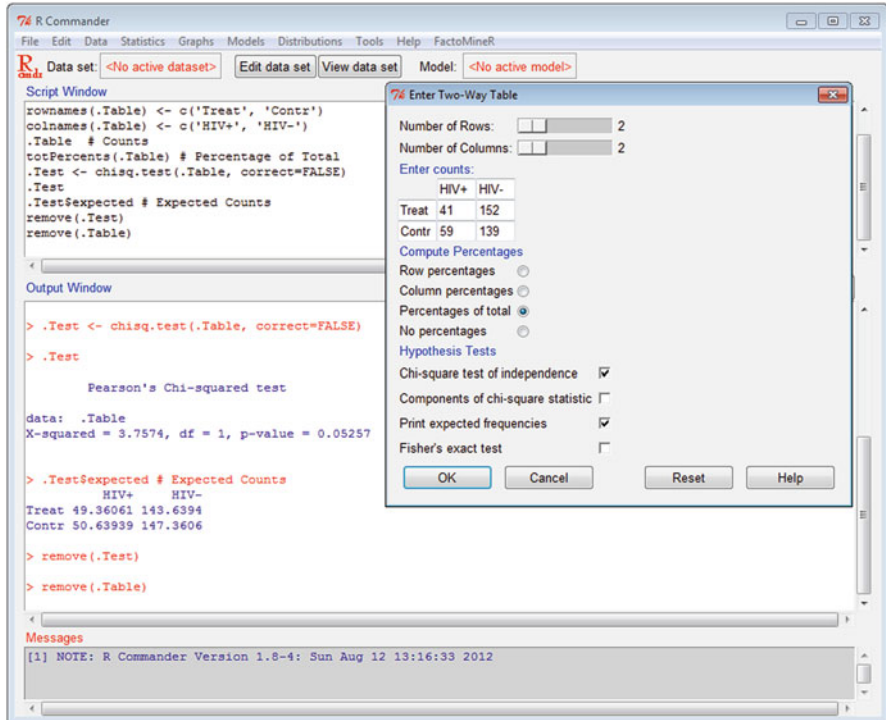 R Commander
File Edit Data Statistics Graphs Models Distributions Tools Help FactoMineR
Rcmdr Data set: <No active dataset> Edit data set View data set Model: <No active model>
Script Window
rownames(.Table) <- c('Treat', 'Contr')
colnames(.Table) <- c('HIV+', 'HIV-')
.Table # Counts
totPercents(.Table) # Percentage of Total
.Test <- chisq.test(.Table, correct=FALSE)
.Test
.Test$expected # Expected Counts
remove(.Test)
remove(.Table)
Output Window
> .Test <- chisq.test(.Table, correct=FALSE)
> .Test
Pearson's Chi-squared test
data: .Table
X-squared = 3.7574, df = 1, p-value = 0.05257
> .Test$expected # Expected Counts
HIV+ HIV-
Treat 49.36061 143.6394
Contr 50.63939 147.3606
> remove(.Test)
> remove(.Table)
Messages
[1] NOTE: R Commander Version 1.8-4: Sun Aug 12 13:16:33 2012
Enter Two-Way Table
Number of Rows: 2
Number of Columns: 2
Enter counts:
HIV+ HIV-
Treat 41 152
Contr 59 139
Compute Percentages
Row percentages
Column percentages
Percentages of total
No percentages
Hypothesis Tests
Chi-square test of independence
Components of chi-square statistic
Print expected frequencies
Fisher's exact test
OK Cancel Reset Help